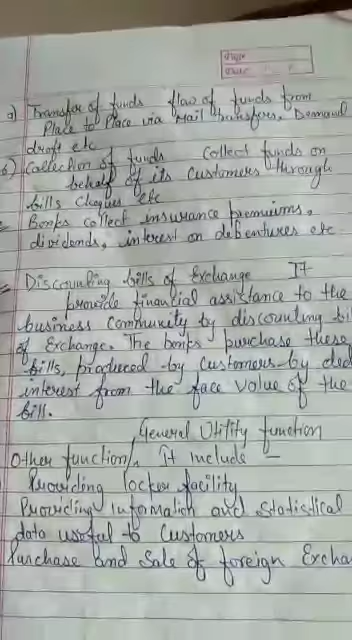 Page
Date
a) Transfer of funds flow of funds from
Place to Place via Mail transfers, Demand
draft etc
b) Collection of funds Collect funds on
behalf of its customers through
bills cheques etc
= Banks collect insurance premiums,
dividends, interest on debentures etc
= Discounting bills of Exchange It
provide financial assistance to the
business community by discounting bi
of Exchange. The banks purchase these
bills, produced by customers by ded
interest from the face value of the
bill.
General Utility function
Other function/. It include -
Providing locker facility
Providing information and statistical
data useful to customers
Purchase and Sale of foreign Excha